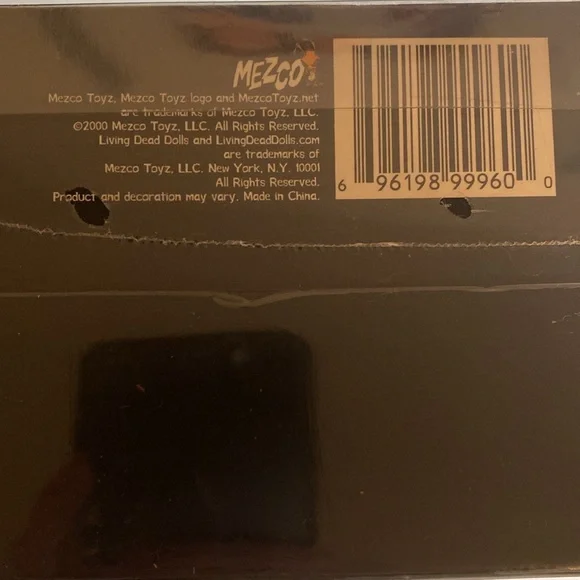 MEZCO
Mezco Toyz, Mezco Toyz logo and MezcoToyz.net
are trademarks of Mezco Toyz, LLC.
©2000 Mezco Toyz, LLC. All Rights Reserved.
Living Dead Dolls and LivingDeadDolls.com
are trademarks of
Mezco Toyz, LLC. New York, N.Y. 10001
All Rights Reserved.
Product and decoration may vary. Made in China.
6 96198 99960 0